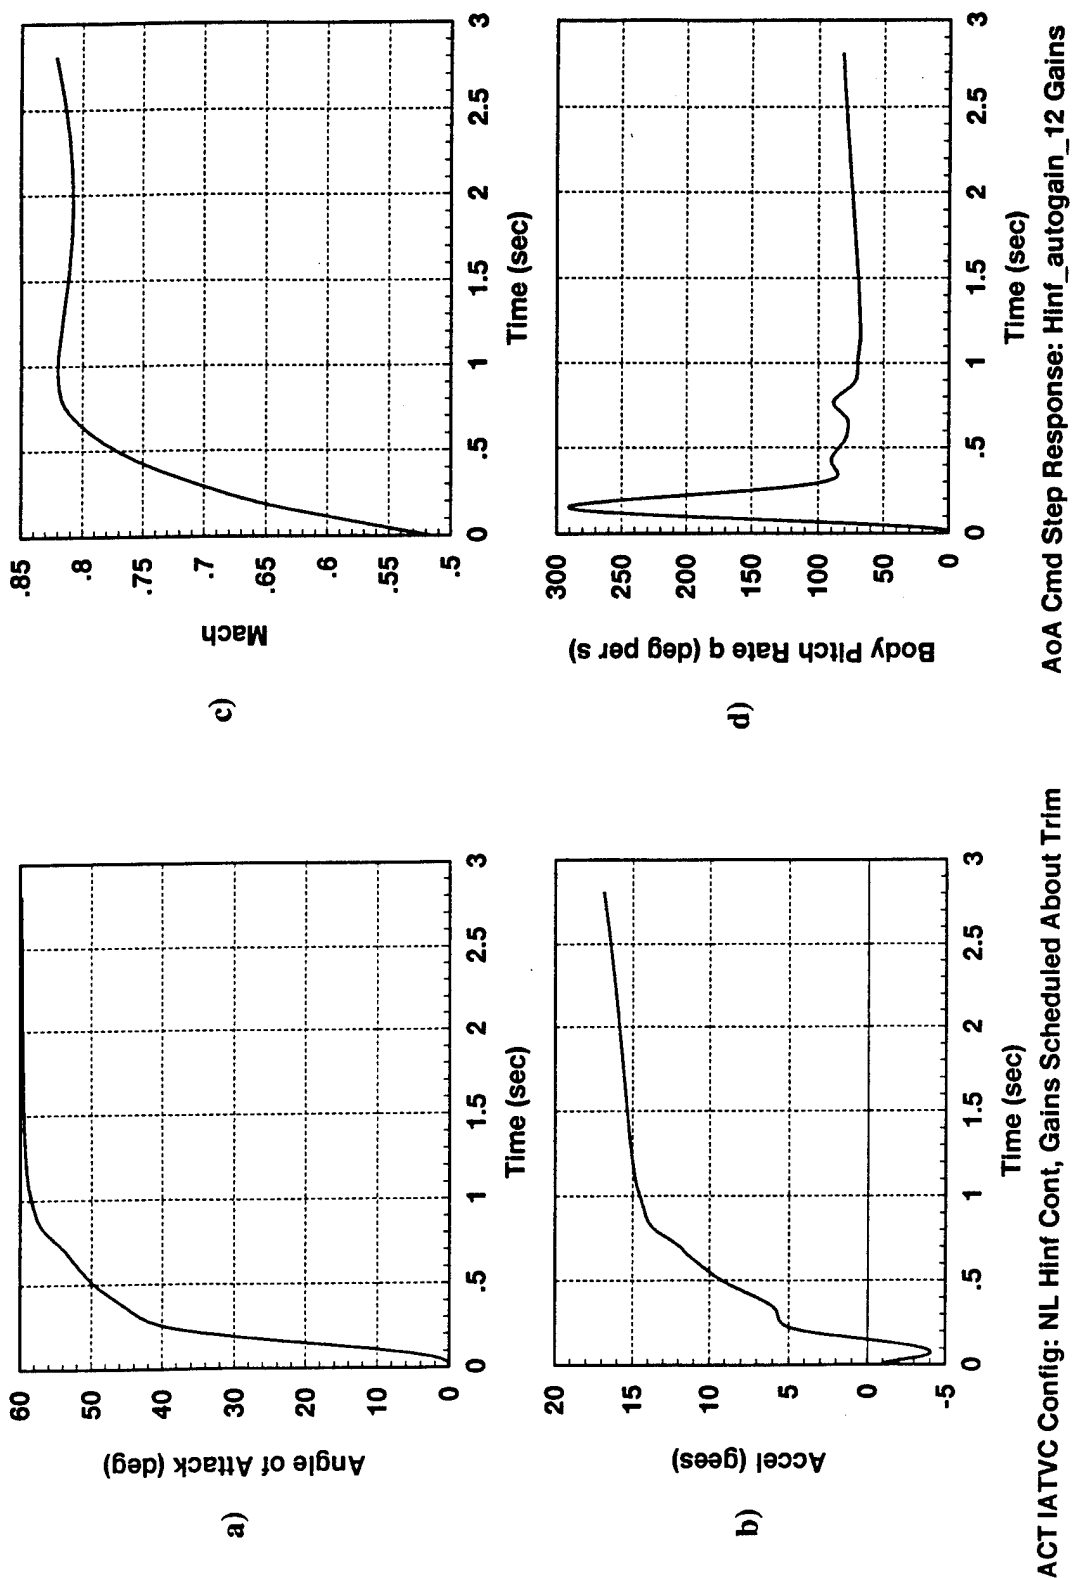 a)
Angle of Attack (deg)
60
50
40
30
20
10
0
0 .5 1 1.5 2 2.5 3
Time (sec)
c)
Mach
.85
.8
.75
.7
.65
.6
.55
.5
0 .5 1 1.5 2 2.5 3
Time (sec)
b)
Accel (gees)
20
15
10
5
0
-5
0 .5 1 1.5 2 2.5 3
Time (sec)
d)
Body Pitch Rate q (deg per s)
300
250
200
150
100
50
0
0 .5 1 1.5 2 2.5 3
Time (sec)
ACT IATVC Config: NL Hinf Cont, Gains Scheduled About Trim
AoA Cmd Step Response: Hinf_autogain_12 Gains